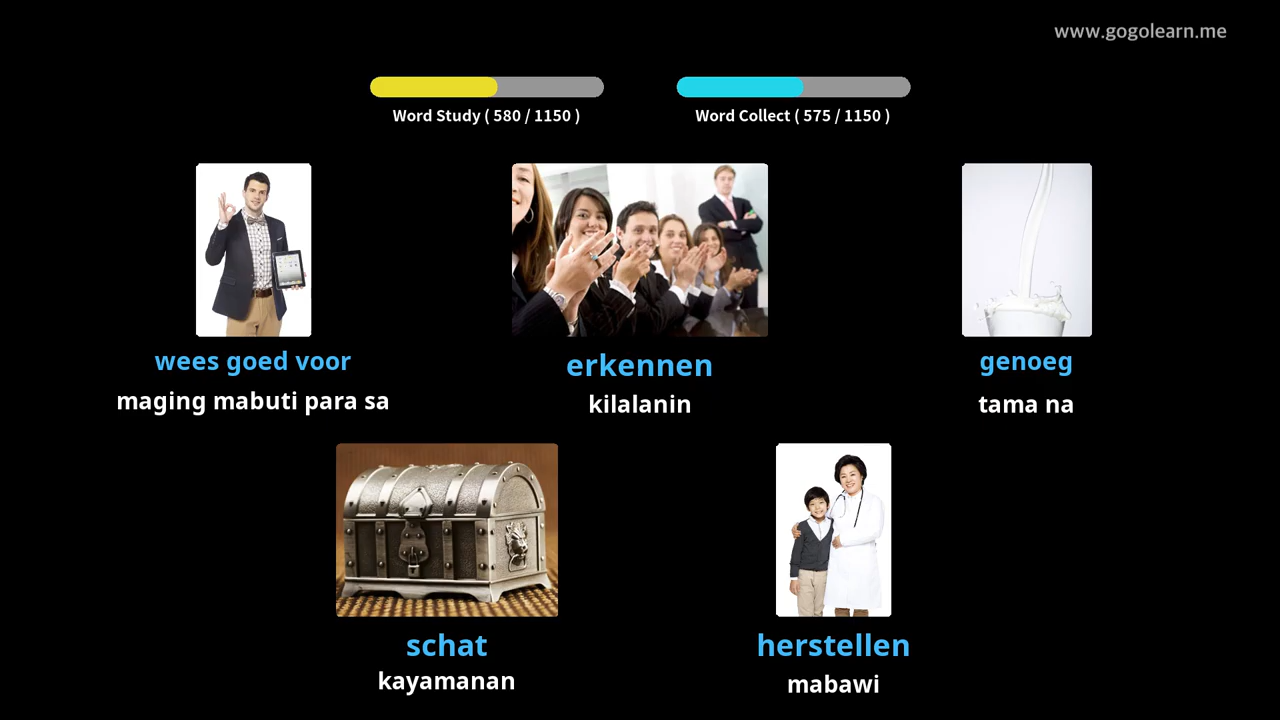 www.gogolearn.me
Word Study ( 580 / 1150 )
Word Collect ( 575 / 1150 )
wees goed voor
maging mabuti para sa
erkennen
kilalanin
genoeg
tama na
schat
kayamanan
herstellen
mabawi